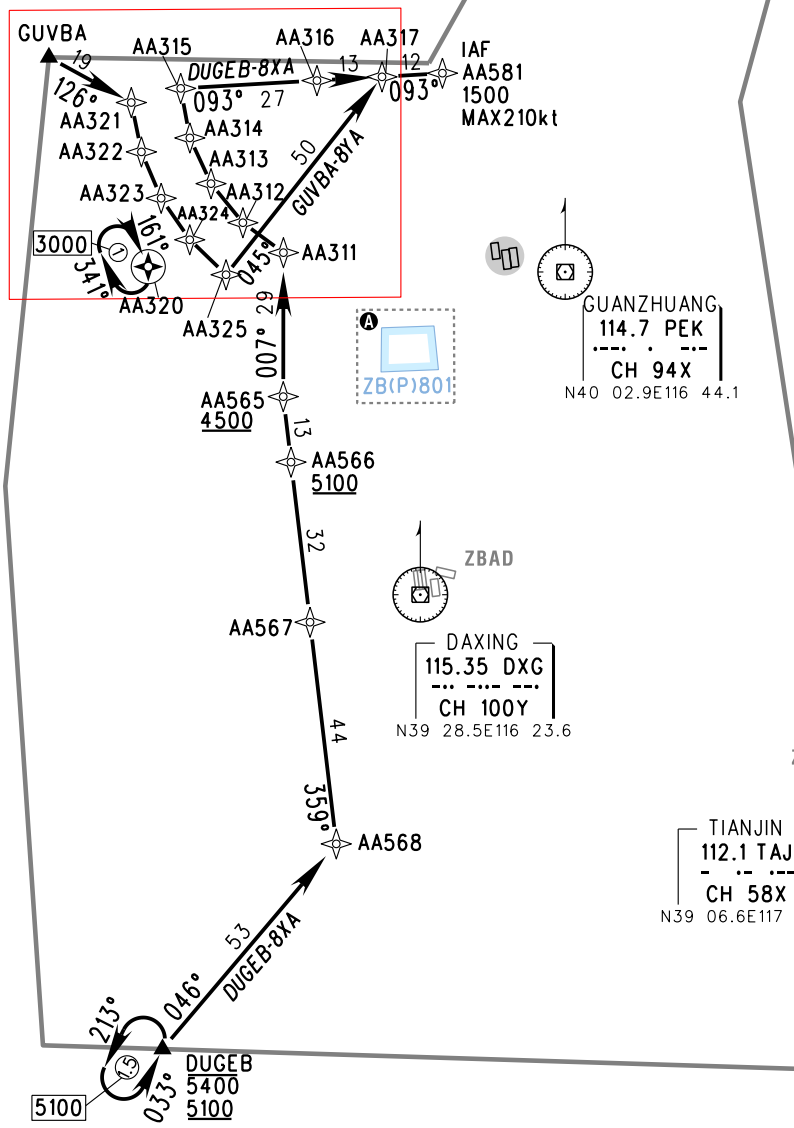 GUVBA
19
126°
AA321
AA322
AA323
AA324
161°
3000
1
341°
AA320
AA325
AA315
DUGEB-8XA
093°
27
AA316
13
AA317
12
093°
IAF
AA581
1500
MAX210kt
AA314
AA313
AA312
AA311
50
GUVBA-8YA
045°
29
007°
A
ZB(P)801
GUANZHUANG
114.7 PEK
·--· · -·-
CH 94X
N40 02.9E116 44.1
AA565
4500
13
AA566
5100
32
AA567
ZBAD
DAXING
115.35 DXG
-·· -··- --·
CH 100Y
N39 28.5E116 23.6
44
359°
AA568
TIANJIN
112.1 TAJ
- ·- ·--
CH 58X
N39 06.6E117
53
DUGEB-8XA
046°
213°
1.5
033°
5100
DUGEB
5400
5100